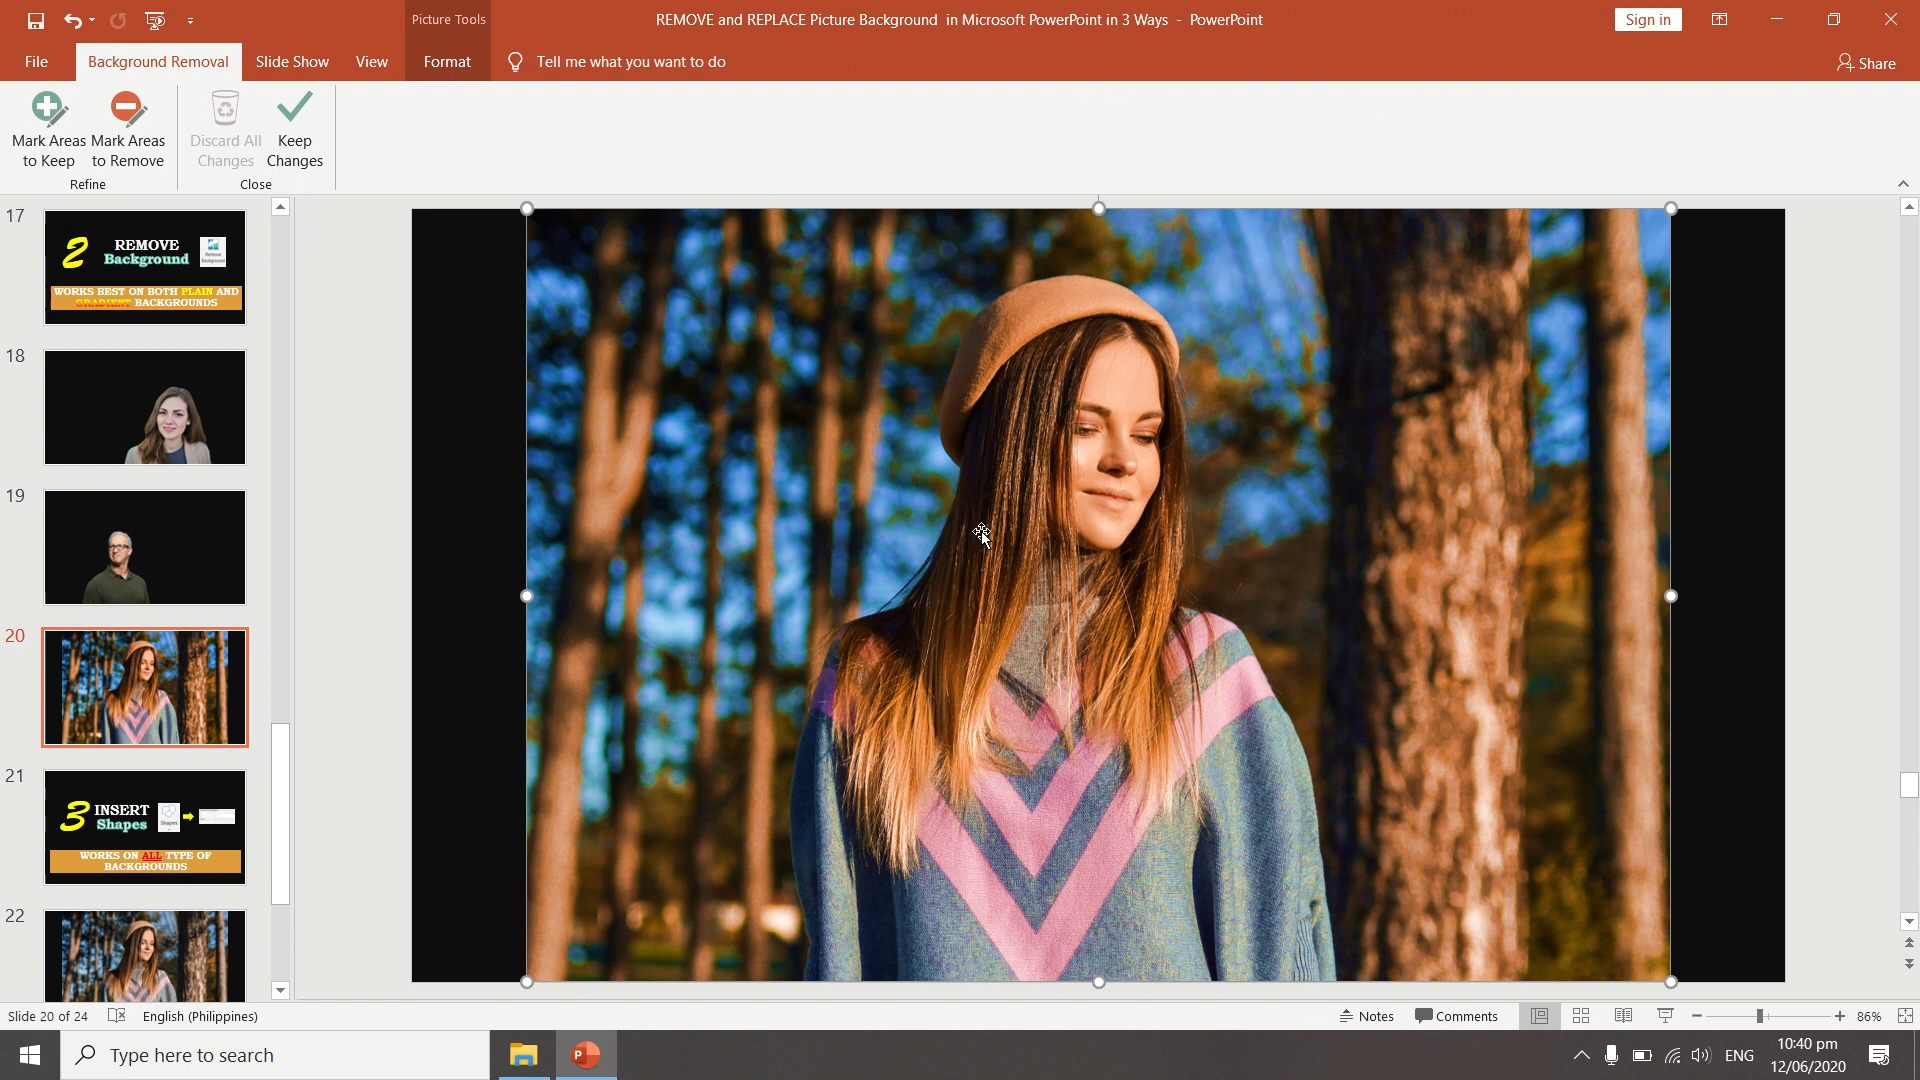 Picture Tools
REMOVE and REPLACE Picture Background  in Microsoft PowerPoint in 3 Ways  -  PowerPoint
Sign in
File
Background Removal
Slide Show
View
Format
Tell me what you want to do
Share
Mark Areas to Keep
Mark Areas to Remove
Discard All Changes
Keep Changes
Refine
Close
17
2 REMOVE
Background
Remove Background
WORKS BEST ON BOTH PLAIN AND
GRADIENT BACKGROUNDS
18
19
20
21
3 INSERT
Shapes
Shapes
WORKS ON ALL TYPE OF
BACKGROUNDS
22
Slide 20 of 24
English (Philippines)
Notes
Comments
86%
Type here to search
P
ENG
10:40 pm
12/06/2020